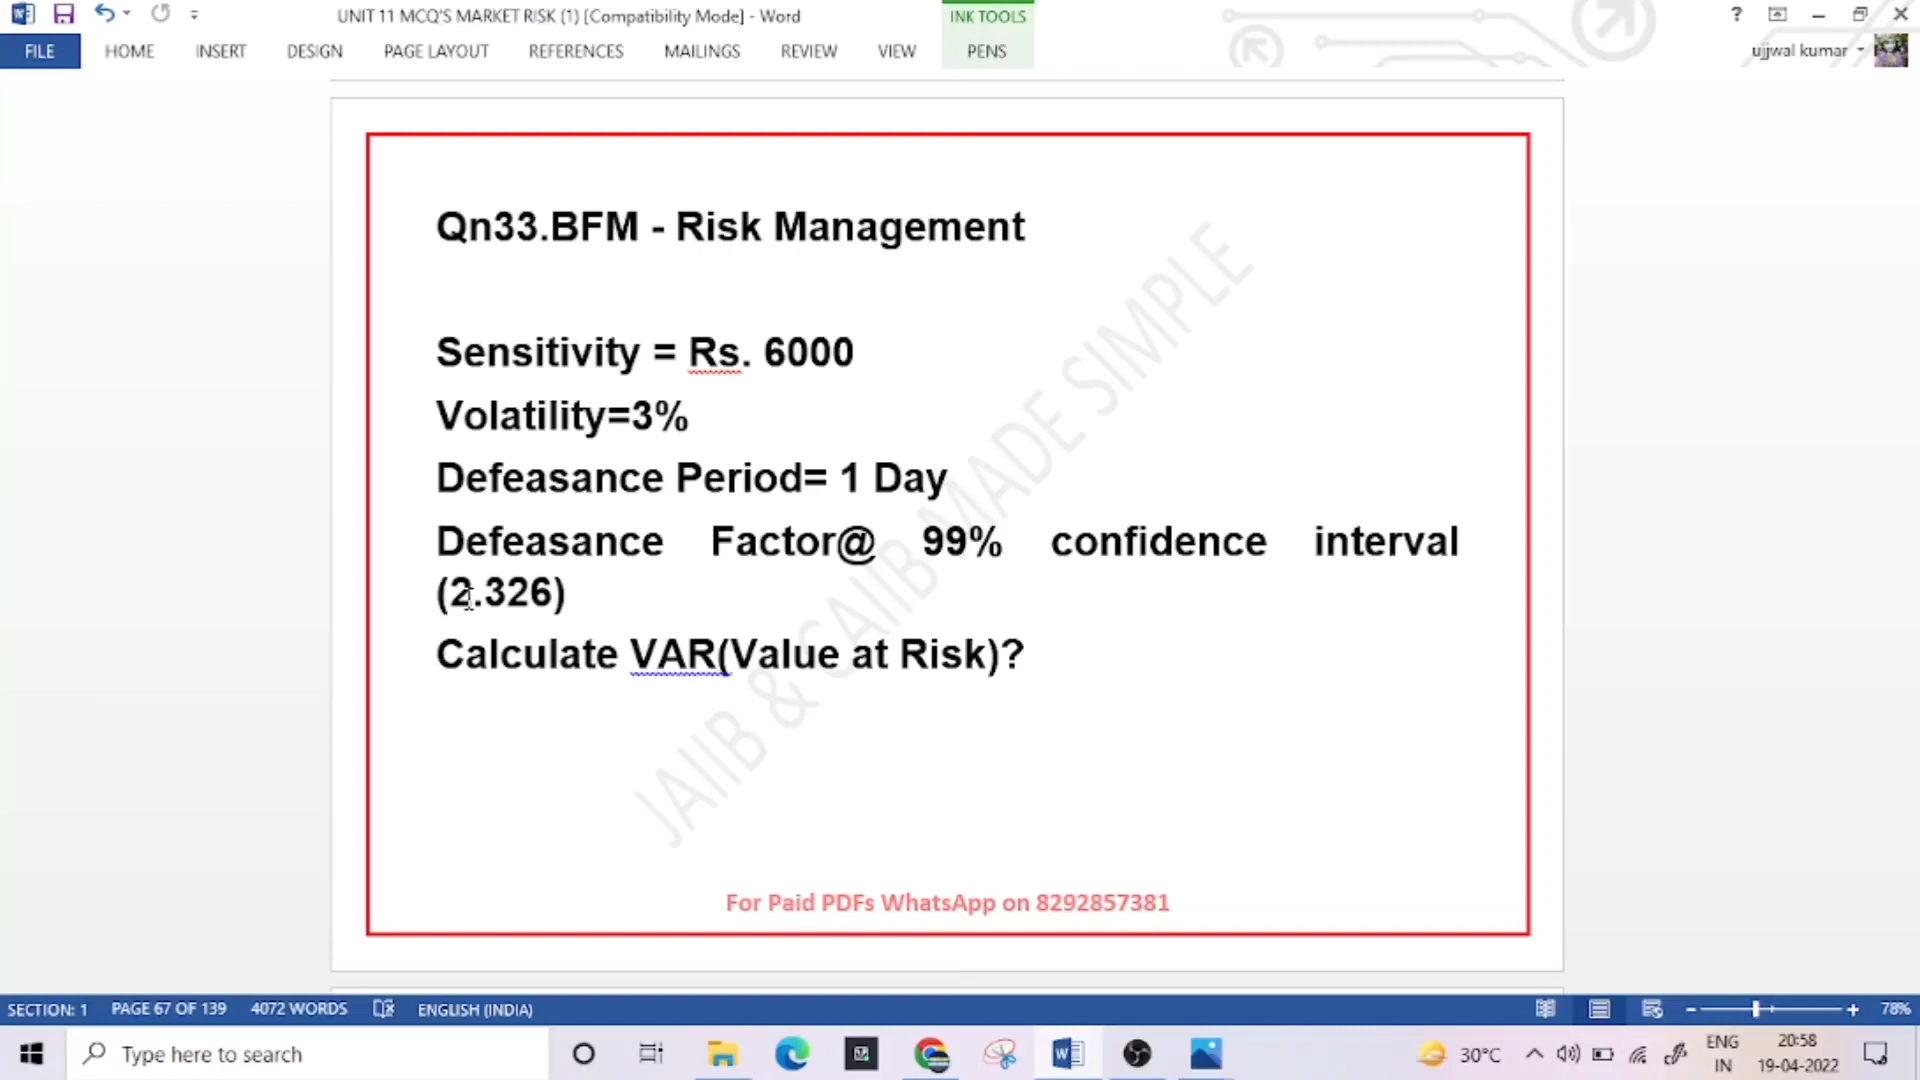 UNIT 11 MCQ'S MARKET RISK (1) [Compatibility Mode] - Word
INK TOOLS
?
FILE HOME INSERT DESIGN PAGE LAYOUT REFERENCES MAILINGS REVIEW VIEW PENS
ujjwal kumar
Qn33.BFM - Risk Management
Sensitivity = Rs. 6000
Volatility=3%
Defeasance Period= 1 Day
Defeasance Factor@ 99% confidence interval
(2.326)
Calculate VAR(Value at Risk)?
JAIIB & CAIIB MADE SIMPLE
For Paid PDFs WhatsApp on 8292857381
SECTION: 1 PAGE 67 OF 139 4072 WORDS ENGLISH (INDIA)
78%
Type here to search
30°C
ENG
IN
20:58
19-04-2022